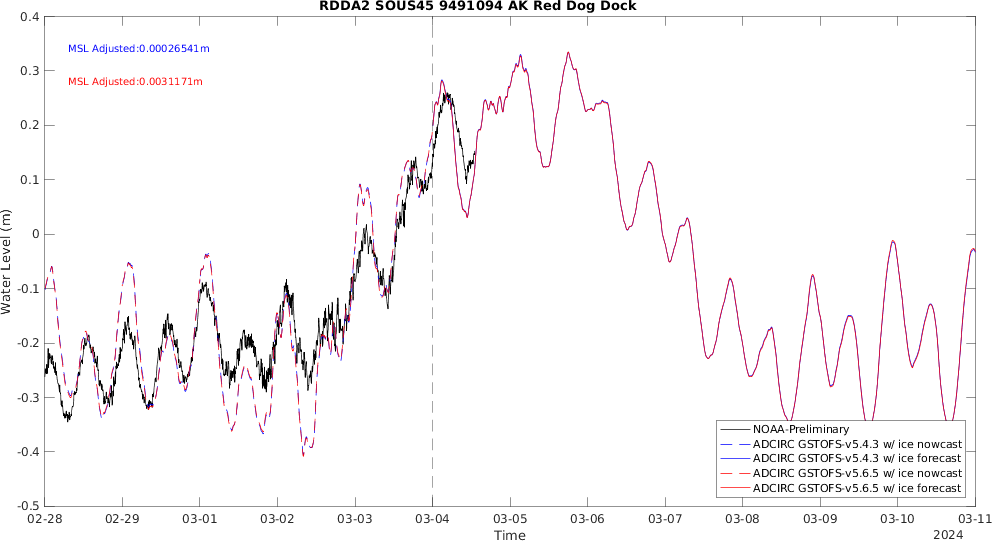 RDDA2 SOUS45 9491094 AK Red Dog Dock
MSL Adjusted:0.00026541m
MSL Adjusted:0.0031171m
Water Level (m)
0.4
0.3
0.2
0.1
0
-0.1
-0.2
-0.3
-0.4
-0.5
NOAA-Preliminary
ADCIRC GSTOFS-v5.4.3 w/ ice nowcast
ADCIRC GSTOFS-v5.4.3 w/ ice forecast
ADCIRC GSTOFS-v5.6.5 w/ ice nowcast
ADCIRC GSTOFS-v5.6.5 w/ ice forecast
02-28 02-29 03-01 03-02 03-03 03-04 03-05 03-06 03-07 03-08 03-09 03-10 03-11
Time
2024